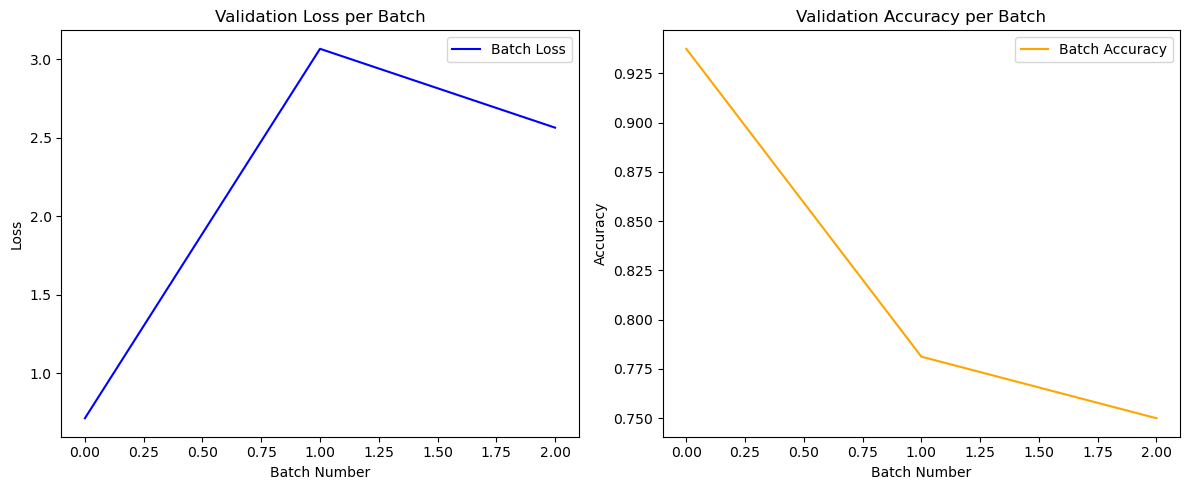 Validation Loss per Batch
Batch Loss
3.0
2.5
2.0
1.5
1.0
Loss
0.00 0.25 0.50 0.75 1.00 1.25 1.50 1.75 2.00
Batch Number
Validation Accuracy per Batch
Batch Accuracy
0.925
0.900
0.875
0.850
0.825
0.800
0.775
0.750
Accuracy
0.00 0.25 0.50 0.75 1.00 1.25 1.50 1.75 2.00
Batch Number